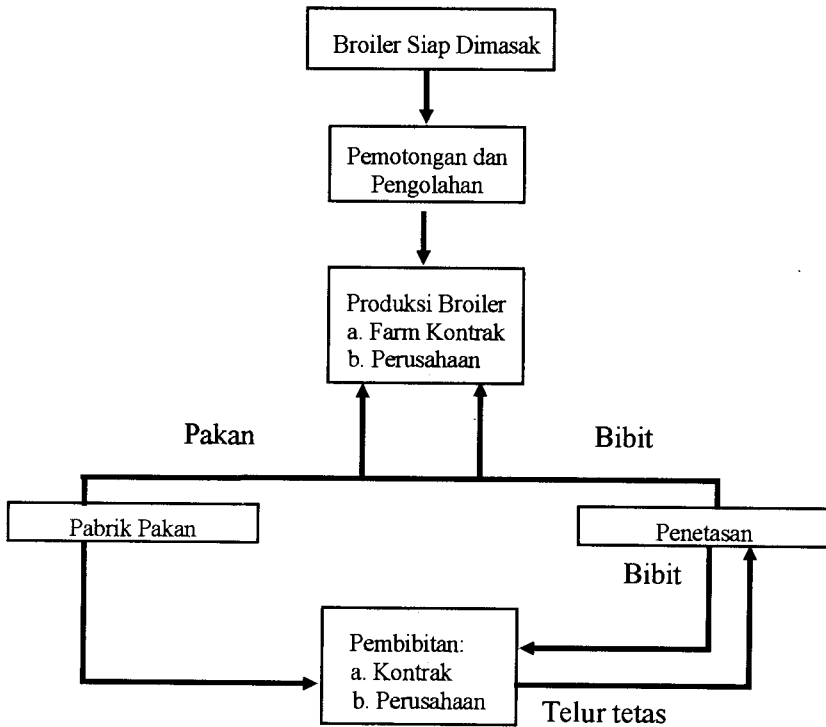 Broiler Siap Dimasak
Pemotongan dan
Pengolahan
Produksi Broiler
a. Farm Kontrak
b. Perusahaan
Pakan
Bibit
Pabrik Pakan
Penetasan
Bibit
Pembibitan:
a. Kontrak
b. Perusahaan
Telur tetas